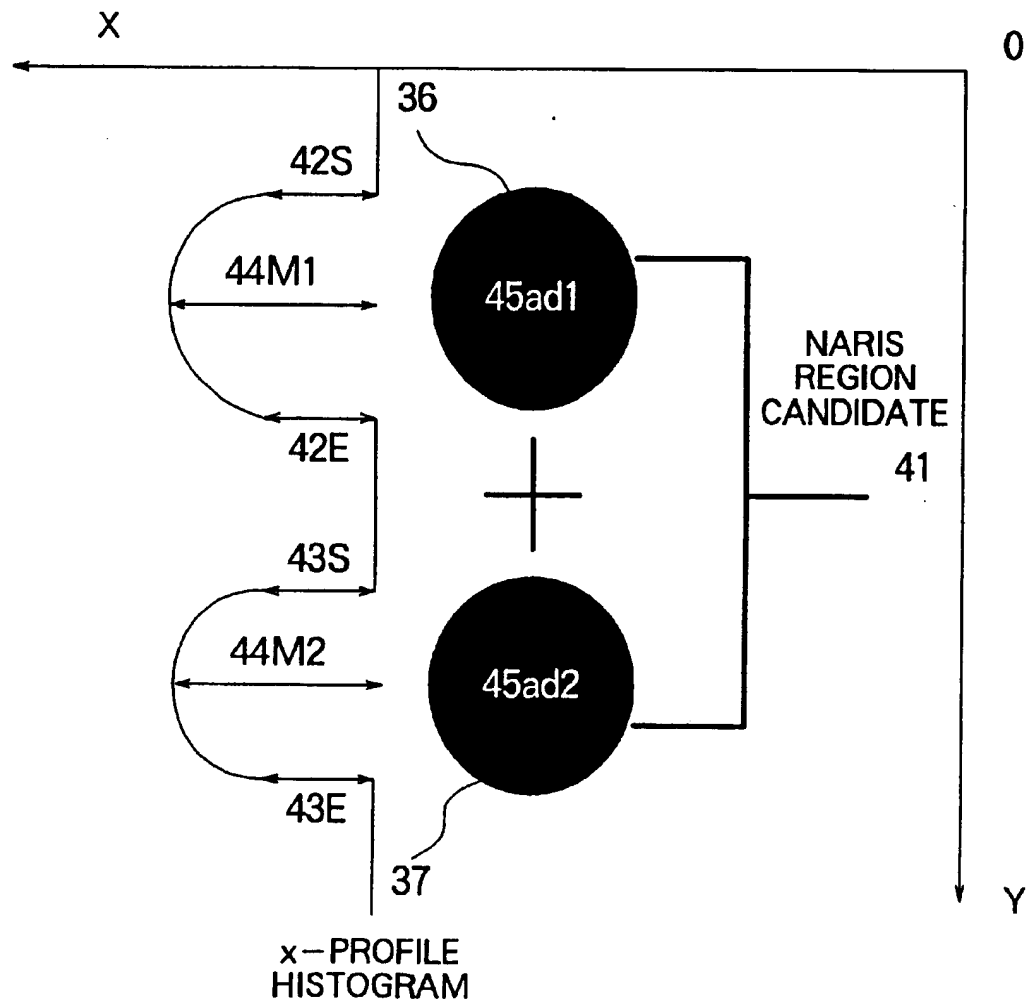 X
0
36
42S
44M1
45ad1
NARIS
REGION
CANDIDATE
41
42E
43S
44M2
45ad2
43E
37
Y
x-PROFILE
HISTOGRAM